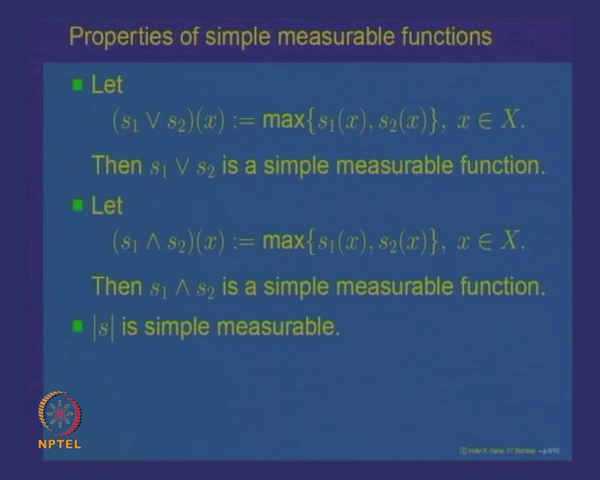 Properties of simple measurable functions
Let
(s₁ ∨ s₂)(x) := max{s₁(x), s₂(x)}, x ∈ X.
Then s₁ ∨ s₂ is a simple measurable function.
Let
(s₁ ∧ s₂)(x) := max{s₁(x), s₂(x)}, x ∈ X.
Then s₁ ∧ s₂ is a simple measurable function.
|s| is simple measurable.
NPTEL